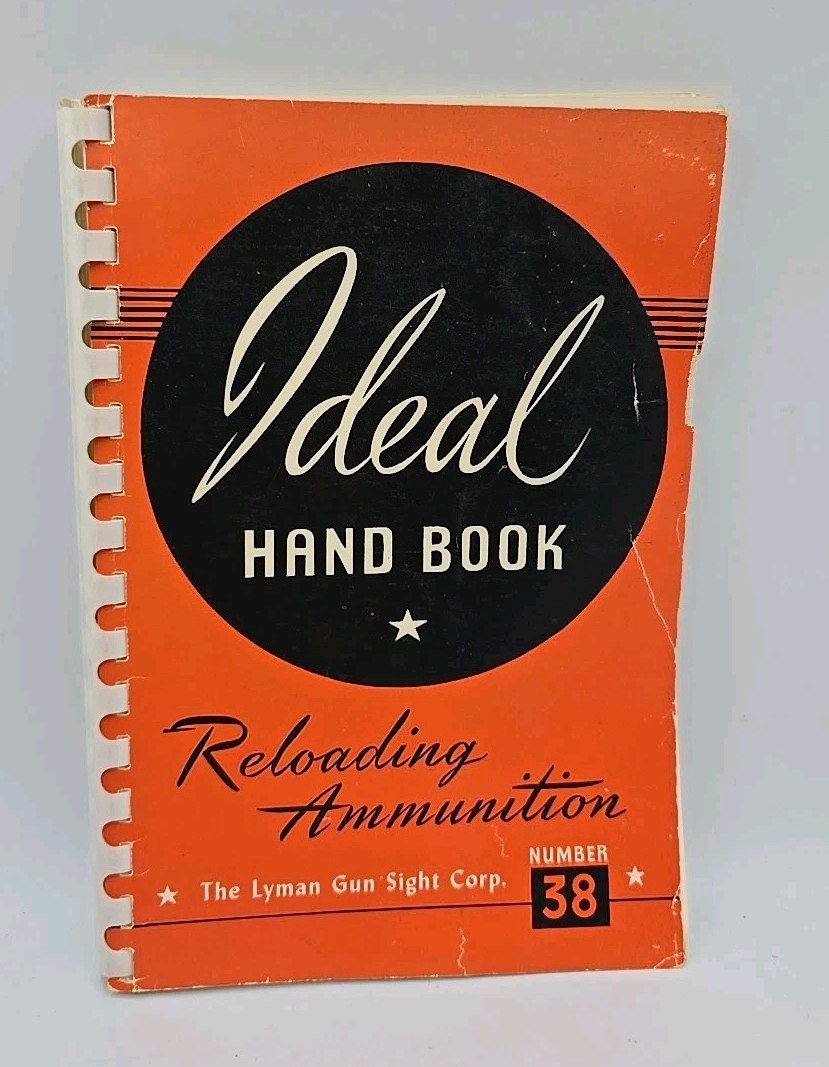 Ideal
HAND BOOK
Reloading
Ammunition
NUMBER
The Lyman Gun Sight Corp.
38